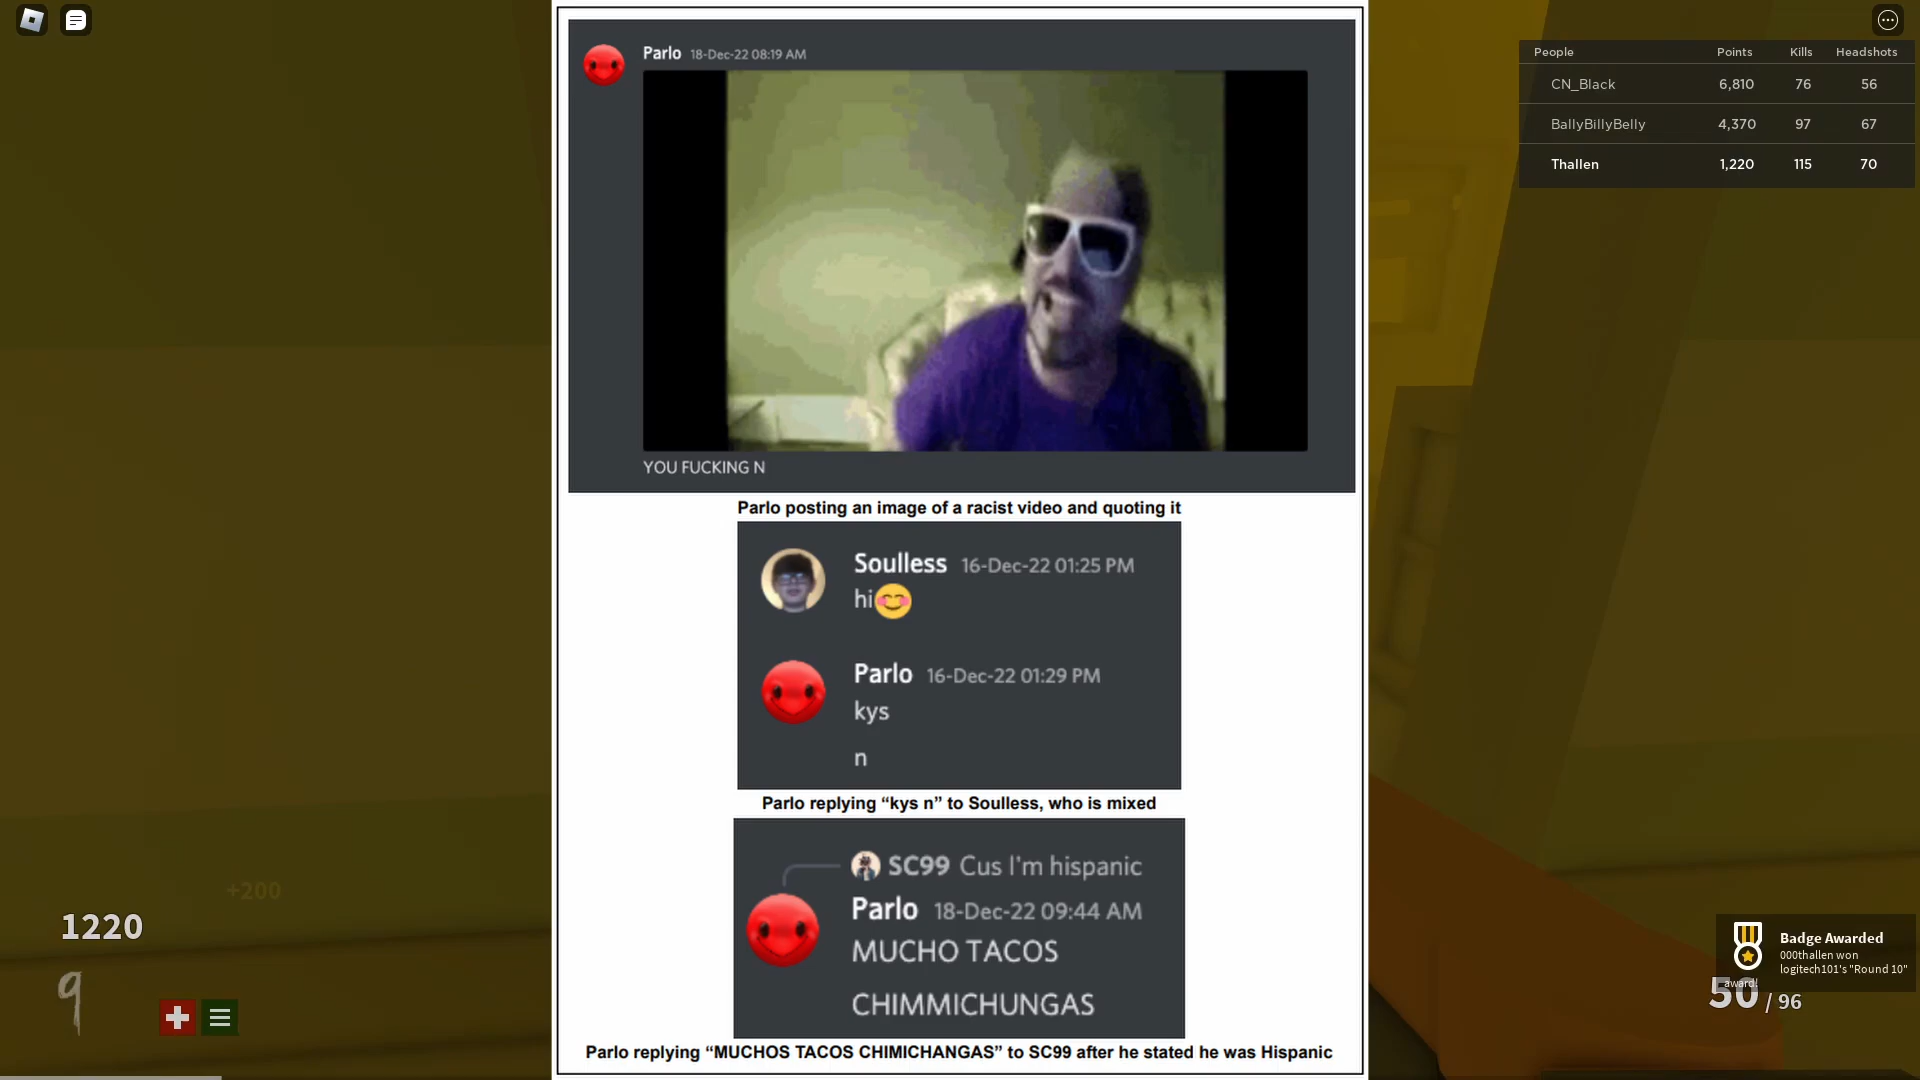 Parlo 18-Dec-22 08:19 AM
YOU FUCKING N
Parlo posting an image of a racist video and quoting it
Soulless 16-Dec-22 01:25 PM
hi
Parlo 16-Dec-22 01:29 PM
kys
n
Parlo replying “kys n” to Soulless, who is mixed
SC99 Cus I'm hispanic
Parlo 18-Dec-22 09:44 AM
MUCHO TACOS
CHIMMICHUNGAS
Parlo replying “MUCHOS TACOS CHIMICHANGAS” to SC99 after he stated he was Hispanic
People Points Kills Headshots
CN_Black 6,810 76 56
BallyBillyBelly 4,370 97 67
Thallen 1,220 115 70
+200
1220
9
Badge Awarded
000thallen won
logitech101's "Round 10"
award!
50 / 96